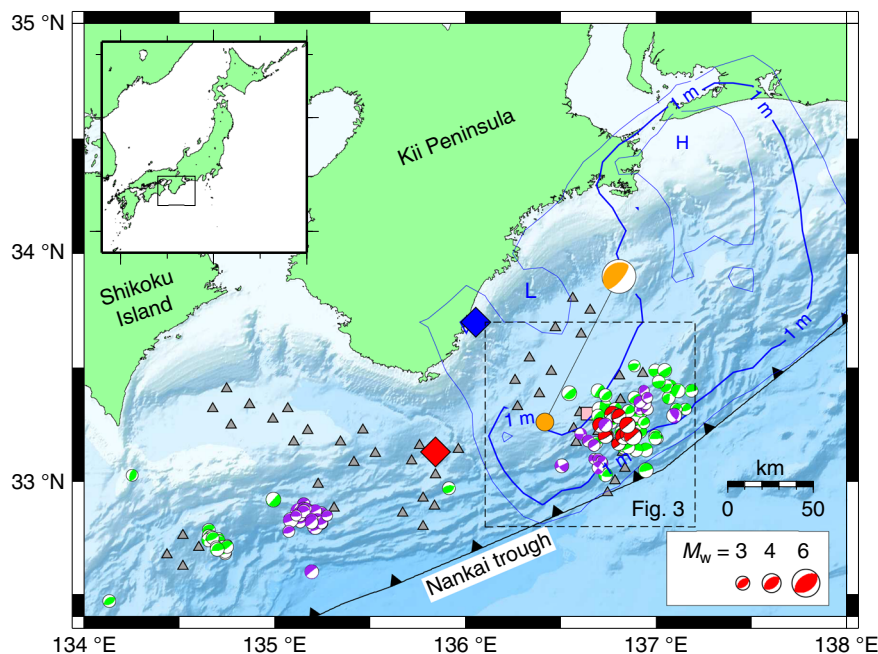 35 °N
34 °N
33 °N
Kii Peninsula
Shikoku
Island
1 m
1 m
H
L
1 m
1 m
1 m
km
0 50
Fig. 3
Nankai trough
Mw = 3 4 6
134 °E 135 °E 136 °E 137 °E 138 °E